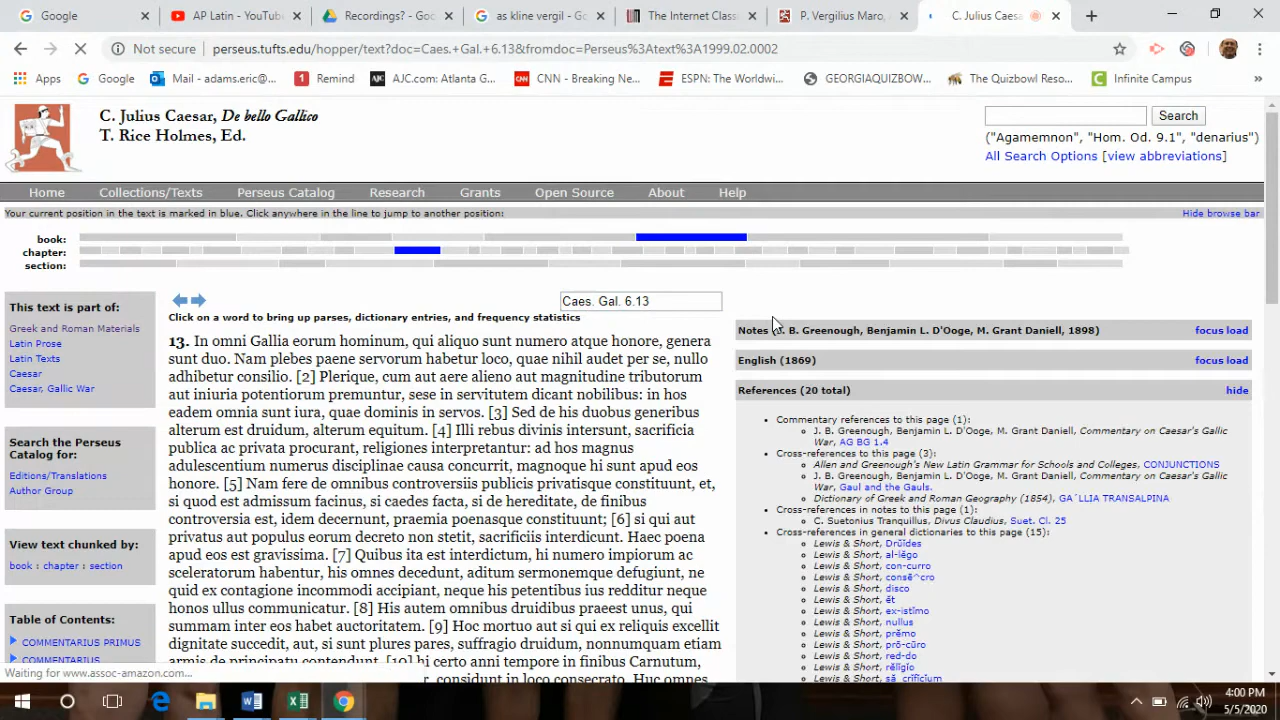 Google
AP Latin - YouTub
Recordings? - Goo
as kline vergil - Go
The Internet Class
P. Vergilius Maro,
C. Julius Caesa
Not secure
perseus.tufts.edu/hopper/text?doc=Caes.+Gal.+6.13&fromdoc=Perseus%3Atext%3A1999.02.0002
Apps
Google
Mail - adams.eric@...
Remind
AJC.com: Atlanta G...
CNN - Breaking Ne...
ESPN: The Worldwi...
GEORGIAQUIZBOW...
The Quizbowl Reso...
Infinite Campus
»
C. Julius Caesar, De bello Gallico
T. Rice Holmes, Ed.
Search
("Agamemnon", "Hom. Od. 9.1", "denarius")
All Search Options [view abbreviations]
Home Collections/Texts Perseus Catalog Research Grants Open Source About Help
Your current position in the text is marked in blue. Click anywhere in the line to jump to another position:
Hide browse bar
book:
chapter:
section:
This text is part of:
Greek and Roman Materials
Latin Prose
Latin Texts
Caesar
Caesar, Gallic War
Search the Perseus
Catalog for:
Editions/Translations
Author Group
View text chunked by:
book : chapter : section
Table of Contents:
COMMENTARIUS PRIMUS
COMMENTARIUS
Caes. Gal. 6.13
Click on a word to bring up parses, dictionary entries, and frequency statistics
13. In omni Gallia eorum hominum, qui aliquo sunt numero atque honore, genera
sunt duo. Nam plebes paene servorum habetur loco, quae nihil audet per se, nullo
adhibetur consilio. [2] Plerique, cum aut aere alieno aut magnitudine tributorum
aut iniuria potentiorum premuntur, sese in servitutem dicant nobilibus: in hos
eadem omnia sunt iura, quae dominis in servos. [3] Sed de his duobus generibus
alterum est druidum, alterum equitum. [4] Illi rebus divinis intersunt, sacrificia
publica ac privata procurant, religiones interpretantur: ad hos magnus
adulescentium numerus disciplinae causa concurrit, magnoque hi sunt apud eos
honore. [5] Nam fere de omnibus controversiis publicis privatisque constituunt, et,
si quod est admissum facinus, si caedes facta, si de hereditate, de finibus
controversia est, idem decernunt, praemia poenasque constituunt; [6] si qui aut
privatus aut populus eorum decreto non stetit, sacrificiis interdicunt. Haec poena
apud eos est gravissima. [7] Quibus ita est interdictum, hi numero impiorum ac
sceleratorum habentur, his omnes decedunt, aditum sermonemque defugiunt, ne
quid ex contagione incommodi accipiant, neque his petentibus ius redditur neque
honos ullus communicatur. [8] His autem omnibus druidibus praeest unus, qui
summam inter eos habet auctoritatem. [9] Hoc mortuo aut si qui ex reliquis excellit
dignitate succedit, aut, si sunt plures pares, suffragio druidum, nonnumquam etiam
armis de principatu contendunt. [10] hi certo anni tempore in finibus Carnutum,
r. considunt in loco consecrato. Huc omnes
Notes (J. B. Greenough, Benjamin L. D'Ooge, M. Grant Daniell, 1898)
focus load
English (1869)
focus load
References (20 total)
hide
Commentary references to this page (1):
J. B. Greenough, Benjamin L. D'Ooge, M. Grant Daniell, Commentary on Caesar's Gallic
War, AG BG 1.4
Cross-references to this page (3):
Allen and Greenough's New Latin Grammar for Schools and Colleges, CONJUNCTIONS
J. B. Greenough, Benjamin L. D'Ooge, M. Grant Daniell, Commentary on Caesar's Gallic
War, Gaul and the Gauls.
Dictionary of Greek and Roman Geography (1854), GA´LLIA TRANSALPINA
Cross-references in notes to this page (1):
C. Suetonius Tranquillus, Divus Claudius, Suet. Cl. 25
Cross-references in general dictionaries to this page (15):
Lewis & Short, Drŭĭdes
Lewis & Short, al-lĕgo
Lewis & Short, con-curro
Lewis & Short, consĕ^cro
Lewis & Short, disco
Lewis & Short, ĕt
Lewis & Short, ex-istĭmo
Lewis & Short, nullus
Lewis & Short, prĕmo
Lewis & Short, prō-cūro
Lewis & Short, red-do
Lewis & Short, rĕlĭgĭo
Lewis & Short, să_crĭfĭcĭum
Waiting for www.assoc-amazon.com...
4:00 PM
5/5/2020